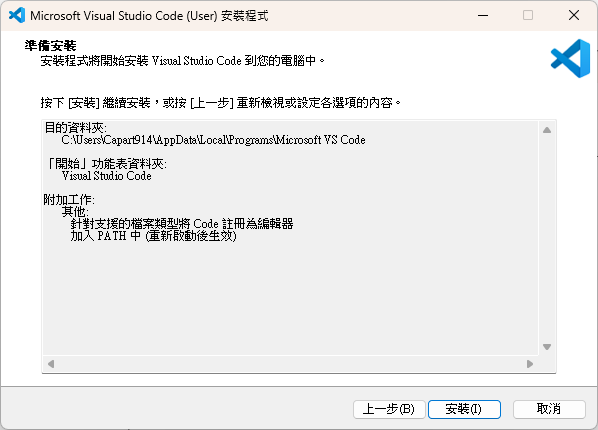 Microsoft Visual Studio Code (User) 安裝程式
準備安裝
安裝程式將開始安裝 Visual Studio Code 到您的電腦中。
按下 [安裝] 繼續安裝，或按 [上一步] 重新檢視或設定各選項的內容。
目的資料夾:
C:\Users\Capart914\AppData\Local\Programs\Microsoft VS Code
「開始」功能表資料夾:
Visual Studio Code
附加工作:
其他:
針對支援的檔案類型將 Code 註冊為編輯器
加入 PATH 中 (重新啟動後生效)
上一步(B)
安裝(I)
取消